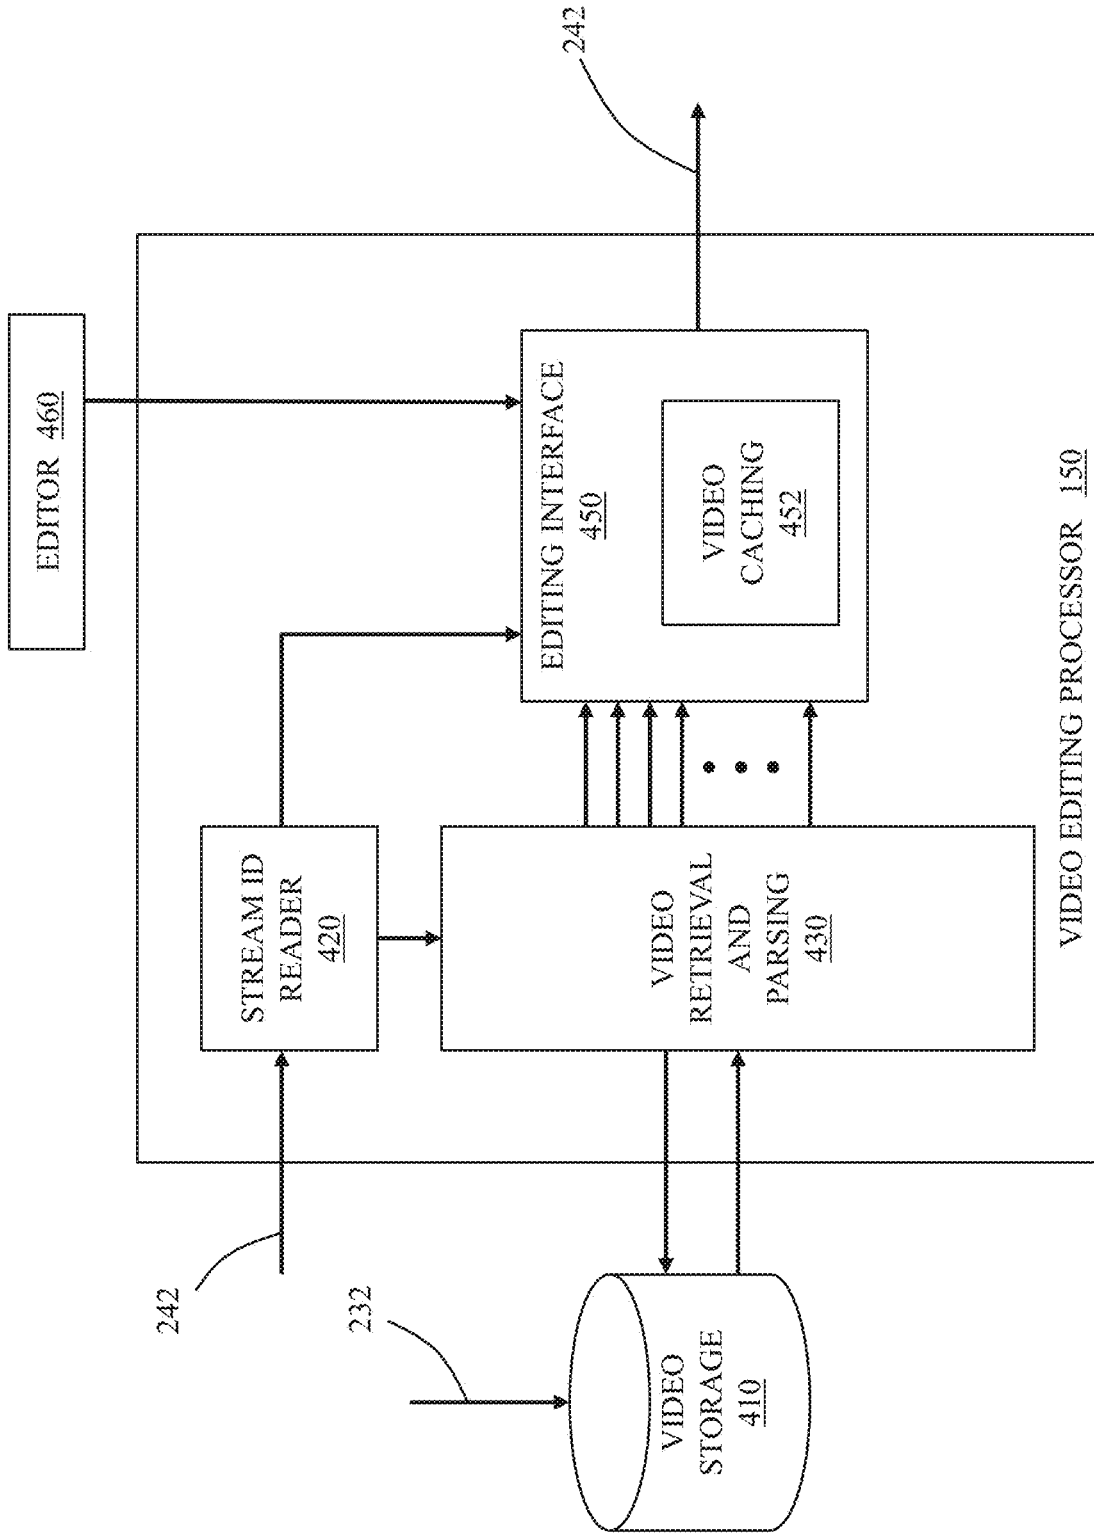 EDITOR 460
242
242
STREAM ID
READER
420
EDITING INTERFACE
450
VIDEO
CACHING
452
232
VIDEO
RETRIEVAL
AND
PARSING
430
VIDEO
STORAGE
410
VIDEO EDITING PROCESSOR 150